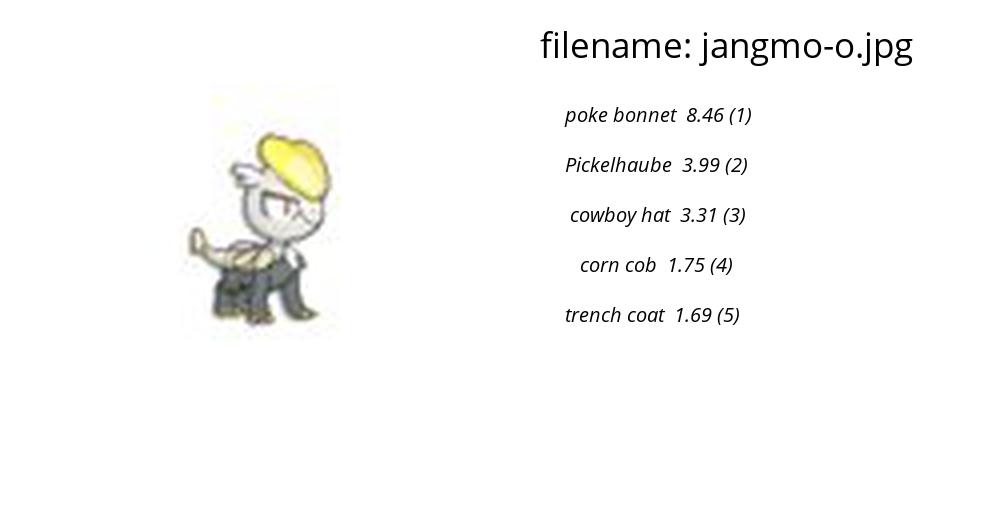 filename: jangmo-o.jpg
poke bonnet 8.46 (1)
Pickelhaube 3.99 (2)
cowboy hat 3.31 (3)
corn cob 1.75 (4)
trench coat 1.69 (5)